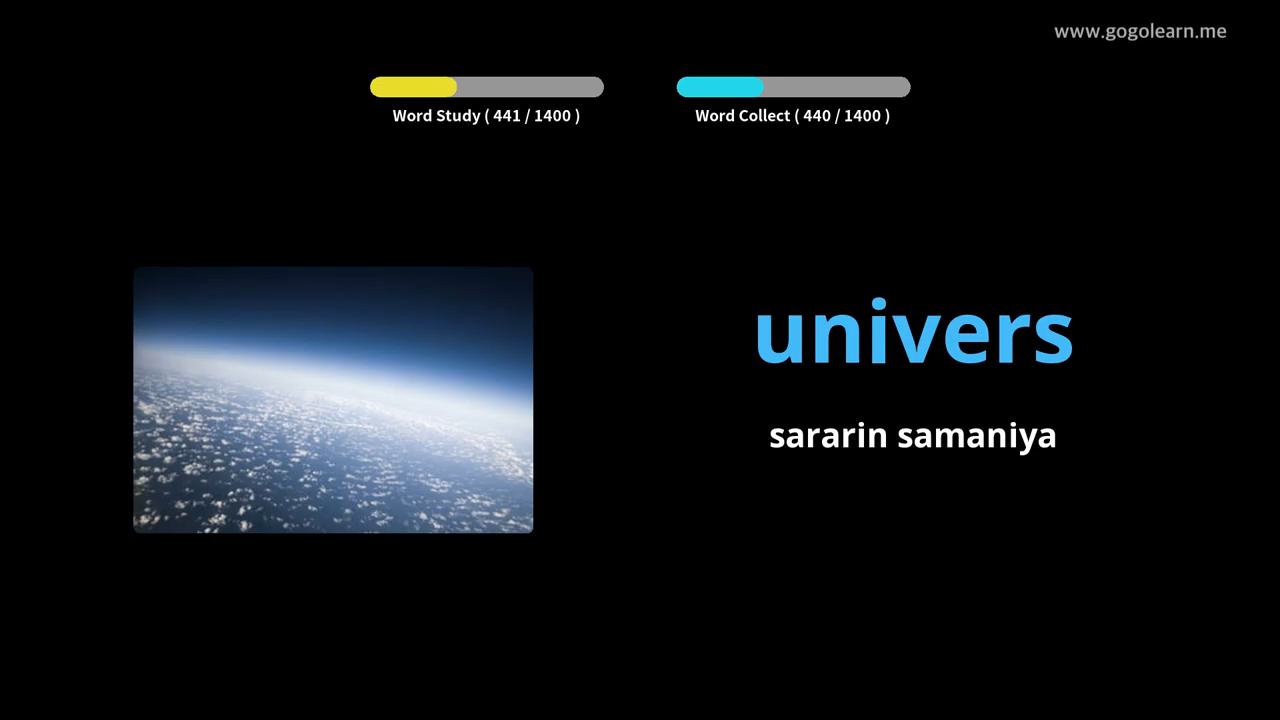 www.gogolearn.me
Word Study ( 441 / 1400 )
Word Collect ( 440 / 1400 )
univers
sararin samaniya